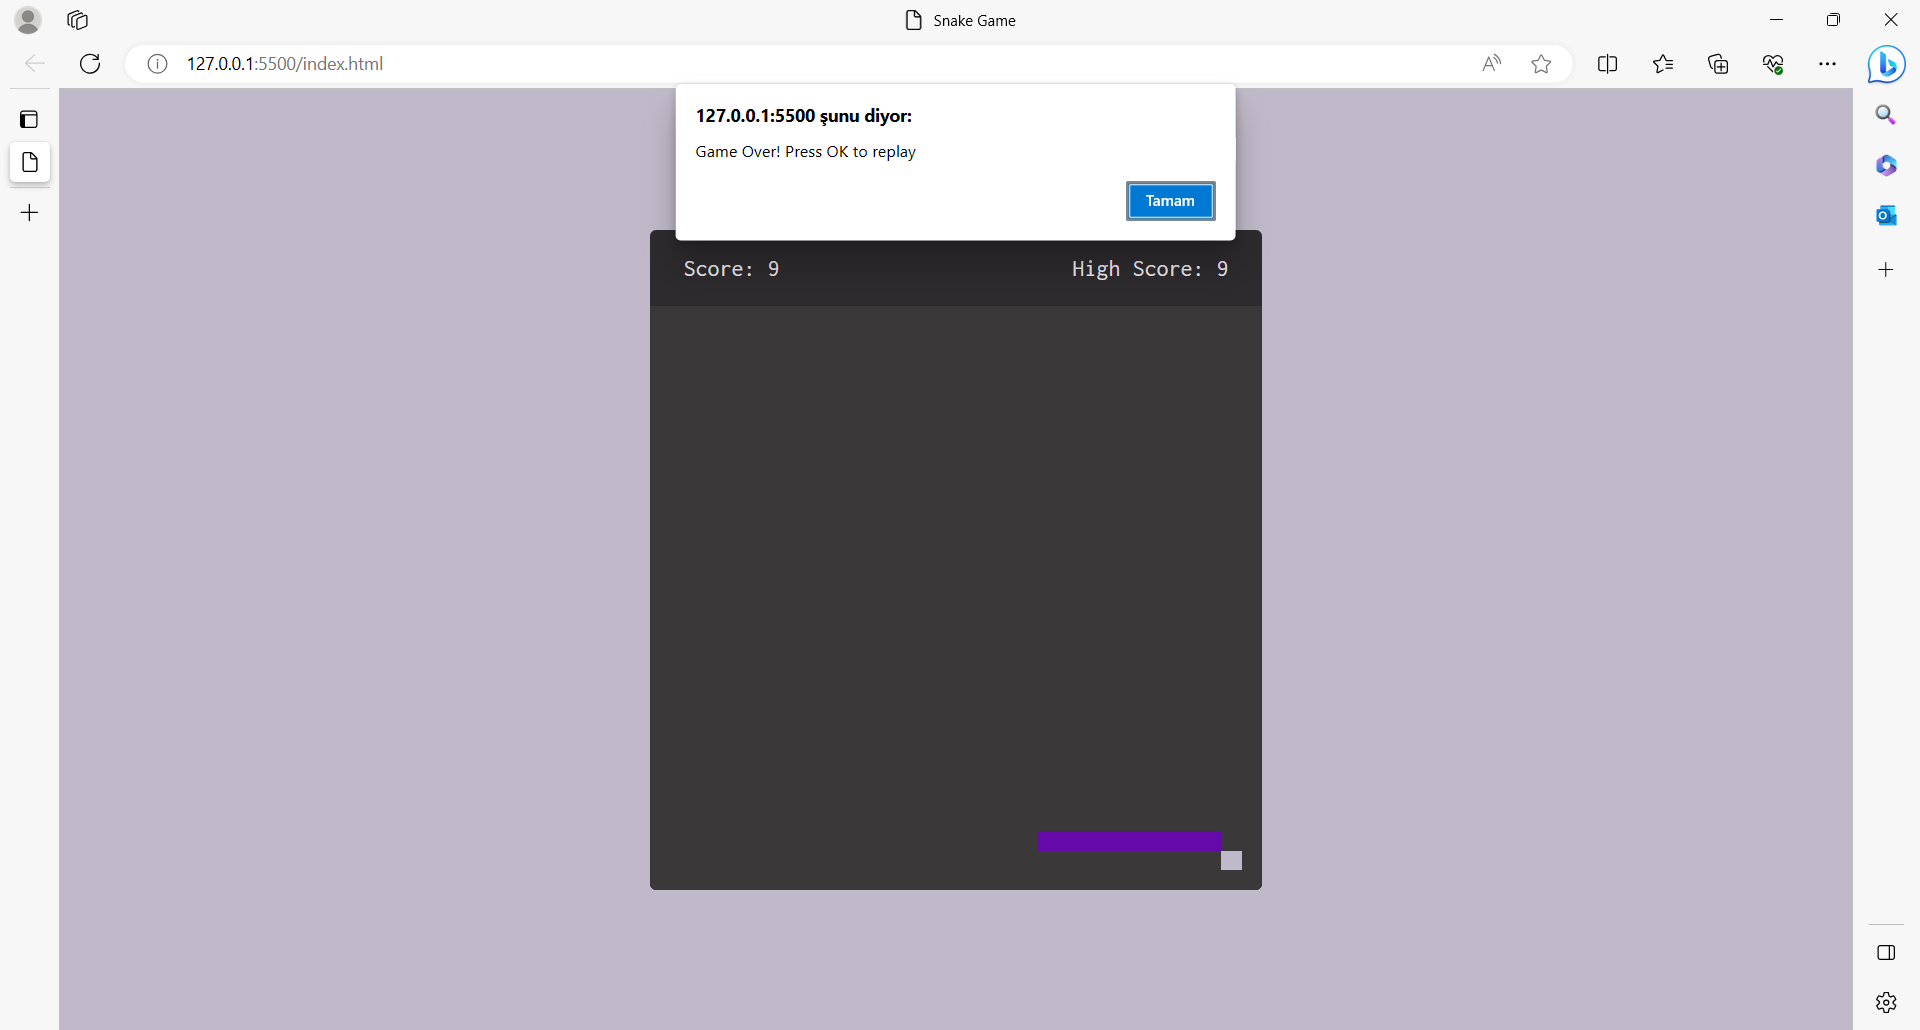 Snake Game
127.0.0.1:5500/index.html
127.0.0.1:5500 şunu diyor:
Game Over! Press OK to replay
Tamam
Score: 9
High Score: 9